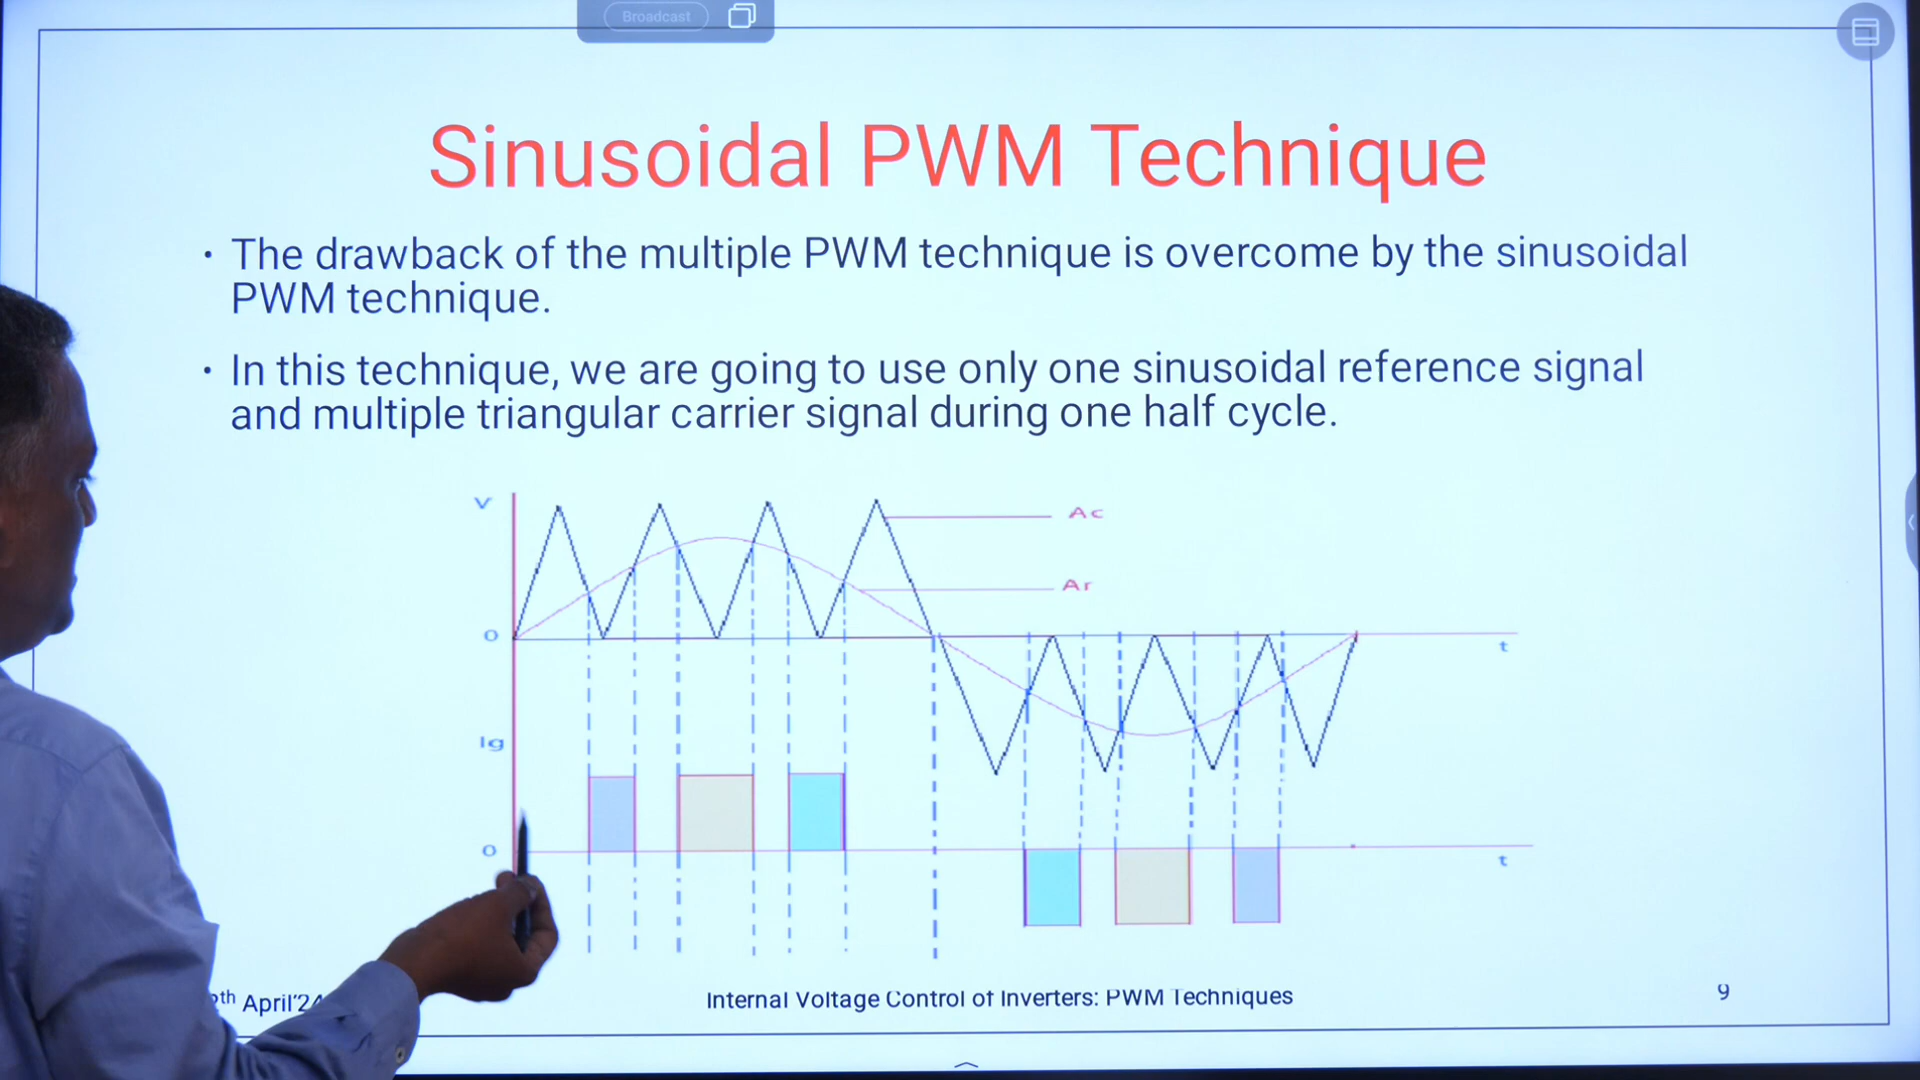 Broadcast
Sinusoidal PWM Technique
• The drawback of the multiple PWM technique is overcome by the sinusoidal
PWM technique.
• In this technique, we are going to use only one sinusoidal reference signal
and multiple triangular carrier signal during one half cycle.
V
Ac
Ar
0
t
Ig
0
t
th April'24
Internal Voltage Control of Inverters: PWM Techniques
9